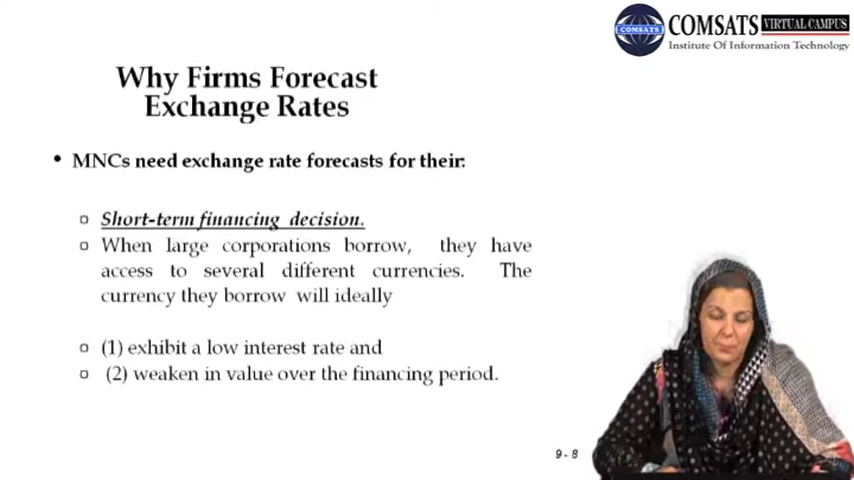 COMSATS VIRTUAL CAMPUS
COMSATS
Institute Of Information Technology
Why Firms Forecast
Exchange Rates
• MNCs need exchange rate forecasts for their:
Short-term financing decision.
When large corporations borrow, they have
access to several different currencies. The
currency they borrow will ideally
(1) exhibit a low interest rate and
(2) weaken in value over the financing period.
9 - 8